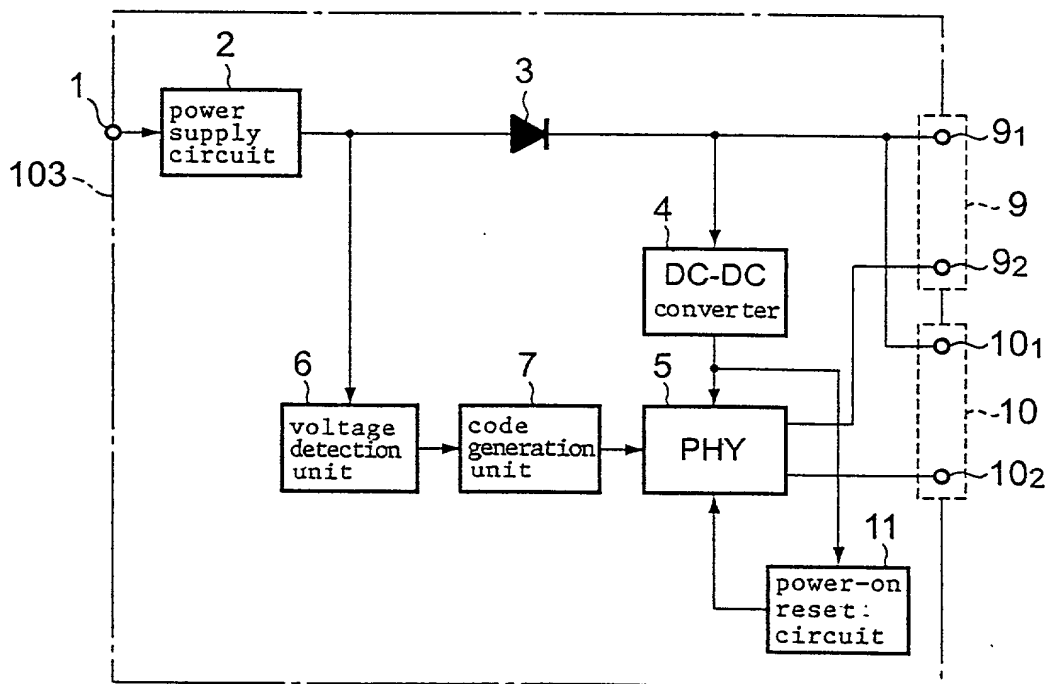 1
2
3
power
supply
circuit
103
9₁
9
9₂
4
DC-DC
converter
10₁
10
10₂
6
voltage
detection
unit
7
code
generation
unit
5
PHY
11
power-on
reset:
circuit